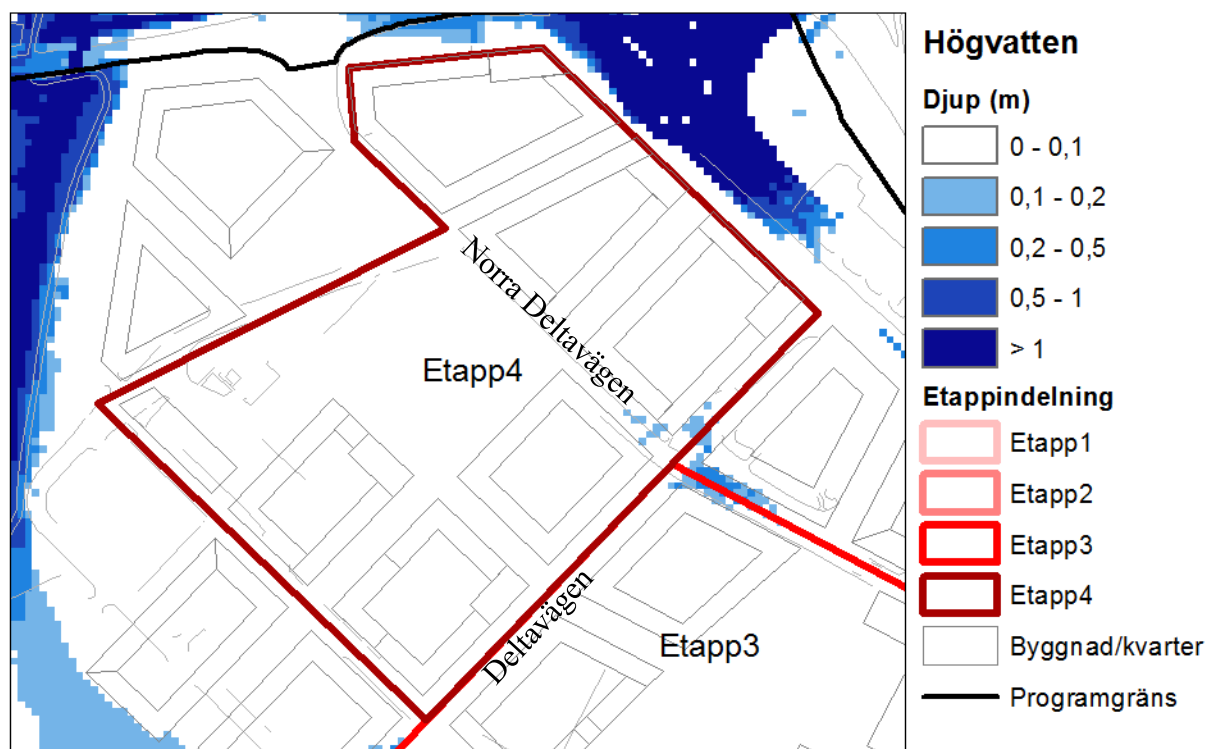 Norra Deltavägen
Etapp4
Deltavägen
Etapp3
Högvatten
Djup (m)
0 - 0,1
0,1 - 0,2
0,2 - 0,5
0,5 - 1
> 1
Etappindelning
Etapp1
Etapp2
Etapp3
Etapp4
Byggnad/kvarter
Programgräns